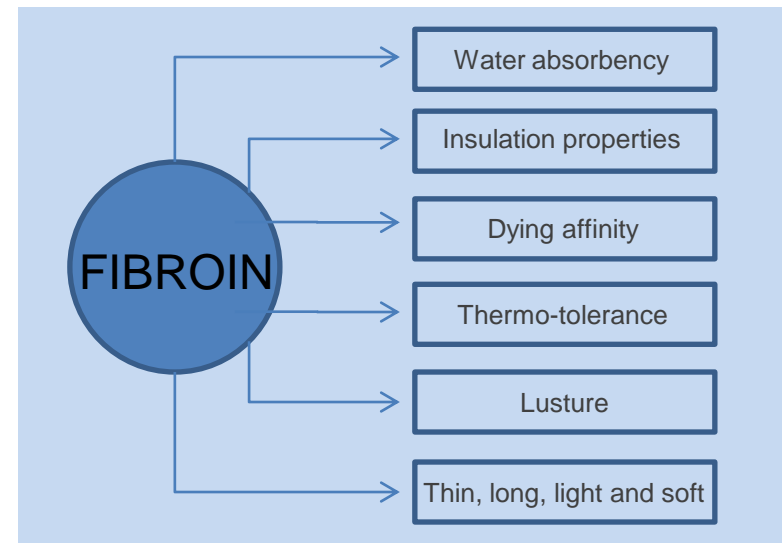 Water absorbency
Insulation properties
Dying affinity
FIBROIN
Thermo-tolerance
Lusture
Thin, long, light and soft